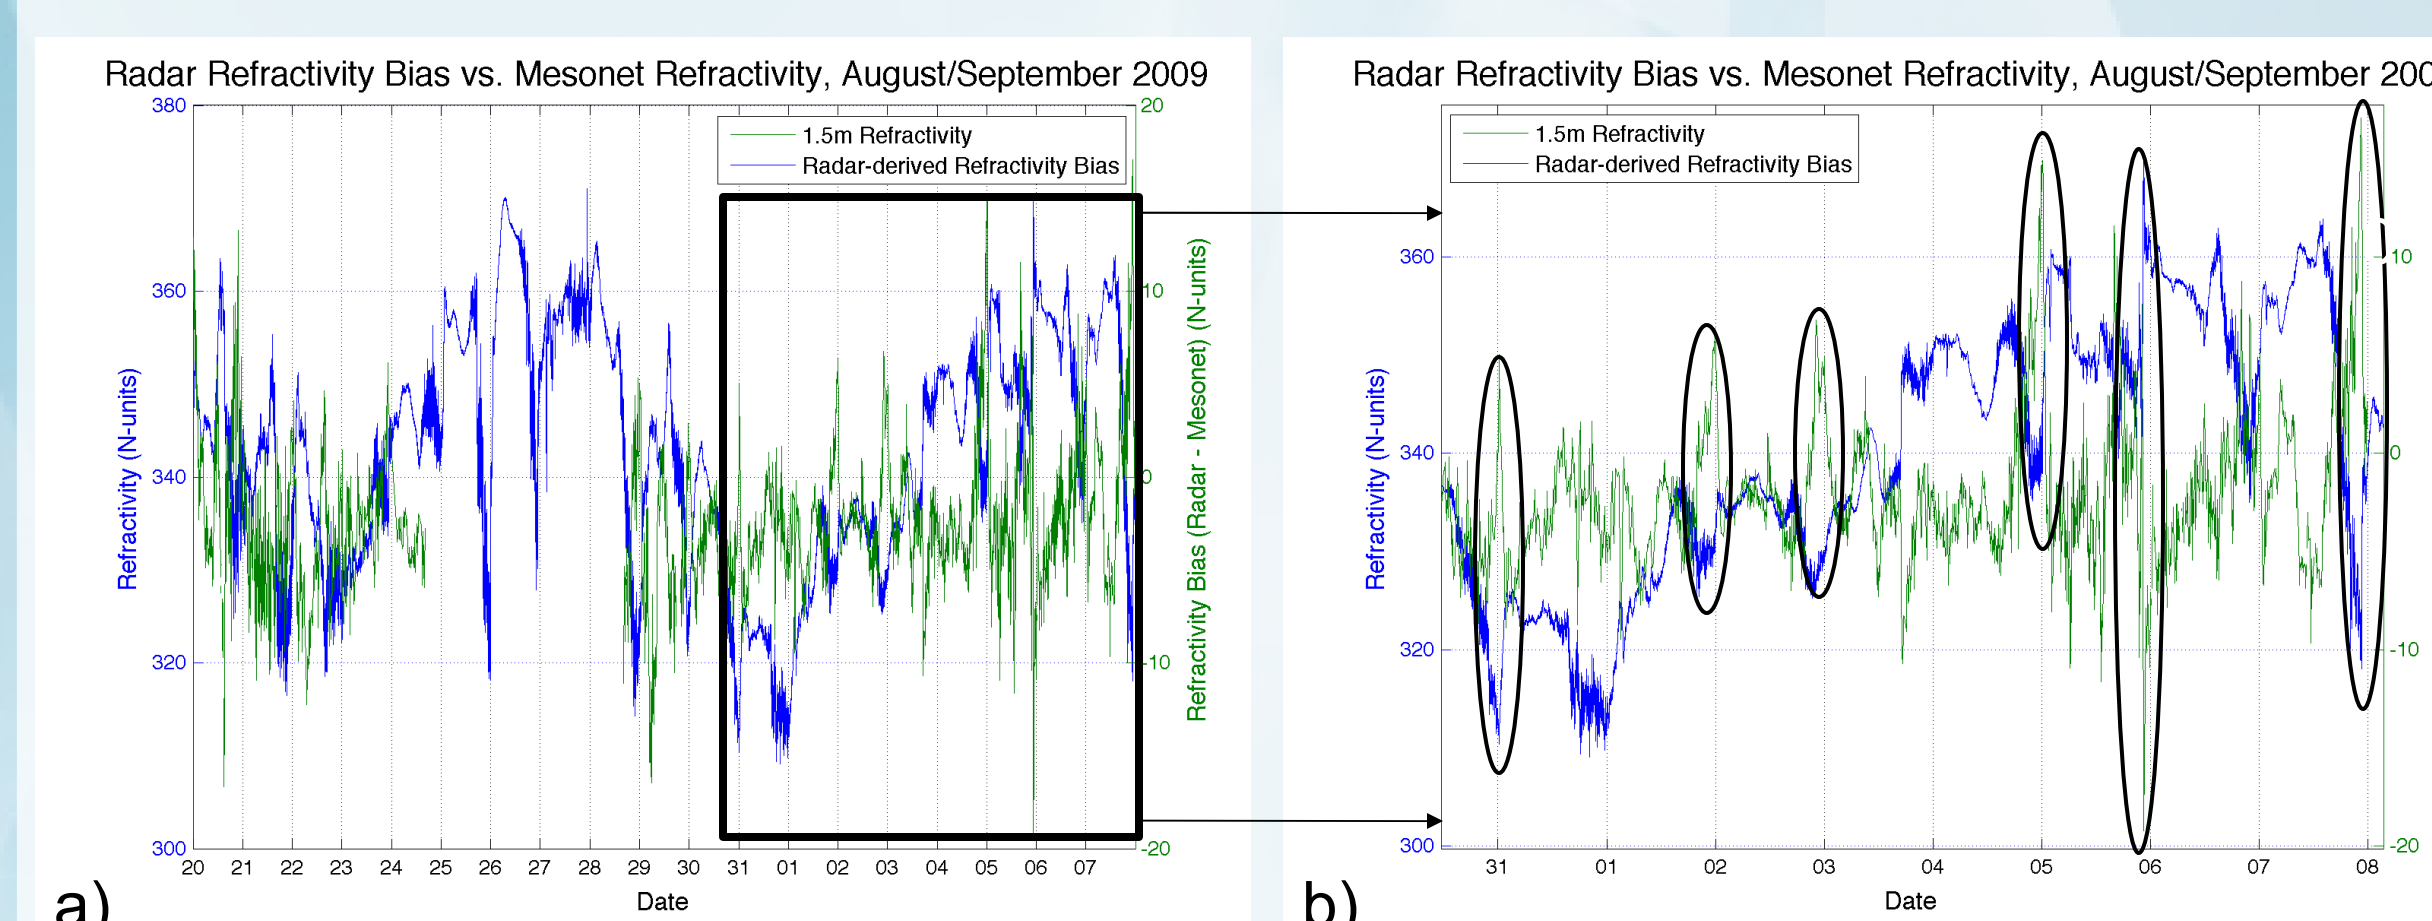 Radar Refractivity Bias vs. Mesonet Refractivity, August/September 2009
380
360
340
320
300
20
10
0
-10
-20
1.5m Refractivity
Radar-derived Refractivity Bias
Refractivity (N-units)
Refractivity Bias (Radar - Mesonet) (N-units)
20 21 22 23 24 25 26 27 28 29 30 31 01 02 03 04 05 06 07
Date
a)
Radar Refractivity Bias vs. Mesonet Refractivity, August/September 200
360
340
320
300
10
0
-10
-20
1.5m Refractivity
Radar-derived Refractivity Bias
Refractivity (N-units)
31 01 02 03 04 05 06 07 08
Date
b)